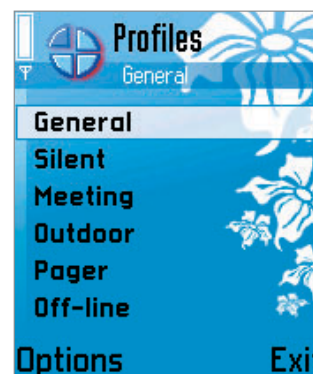 Profiles
General
General
Silent
Meeting
Outdoor
Pager
Off-line
Options Exit